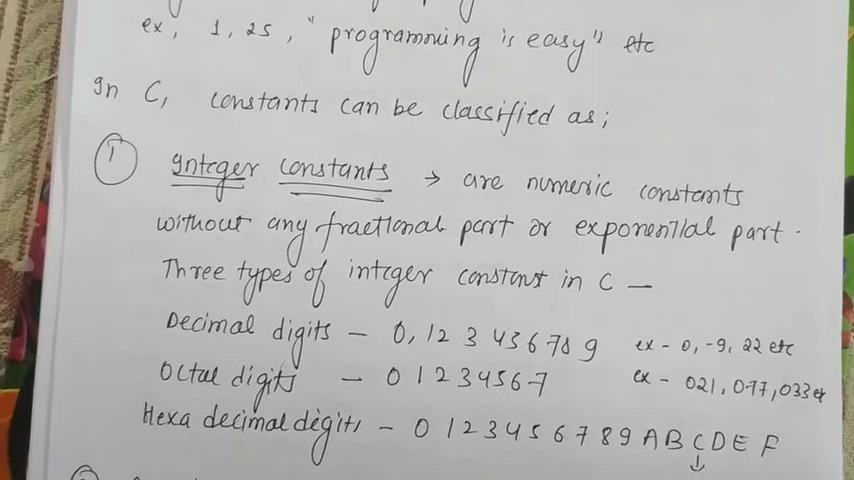 ex, 1, 25, "programming is easy" etc
In C, constants can be classified as;
① Integer constants → are numeric constants
without any fractional part or exponential part.
Three types of integer constant in C —
Decimal digits — 0, 1 2 3 4 5 6 7 8 9 ex - 0, -9, 22 etc
Octal digits — 0 1 2 3 4 5 6 7 ex - 021, 077, 033 et
Hexa decimal digits — 0 1 2 3 4 5 6 7 8 9 A B C D E F
↓